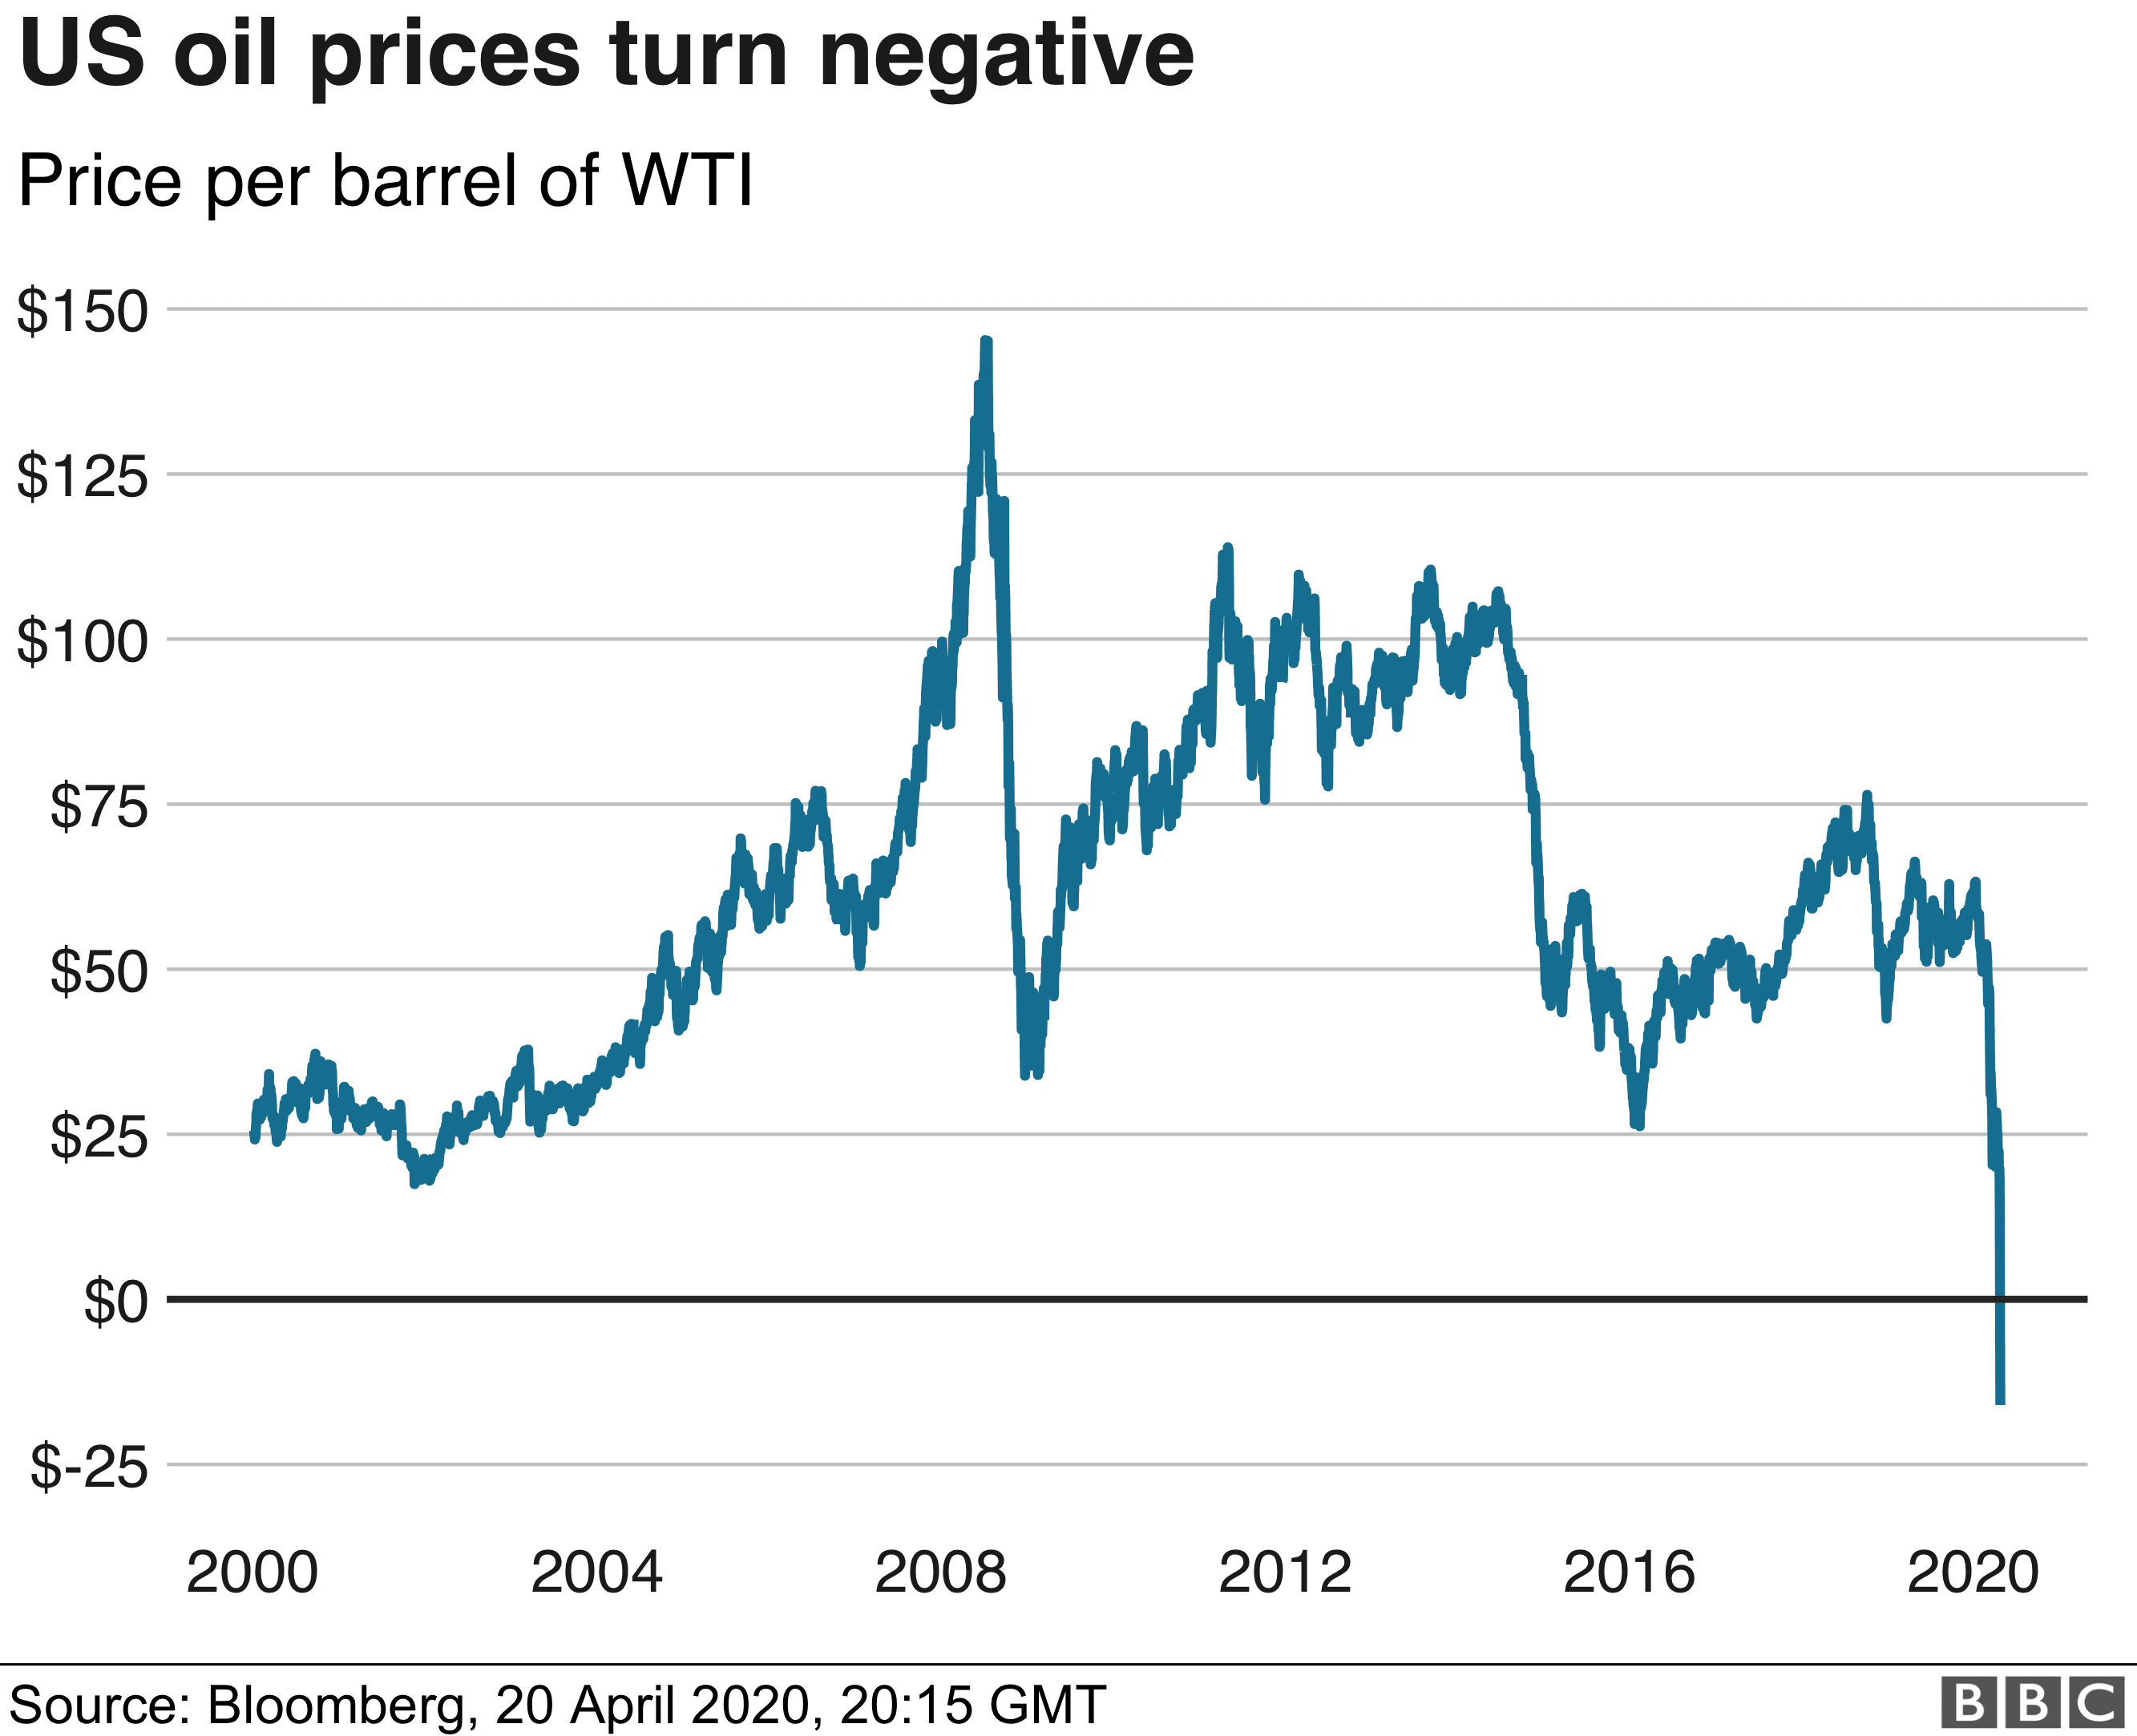 US oil prices turn negative
Price per barrel of WTI
$150
$125
$100
$75
$50
$25
$0
$-25
2000 2004 2008 2012 2016 2020
Source: Bloomberg, 20 April 2020, 20:15 GMT
BBC